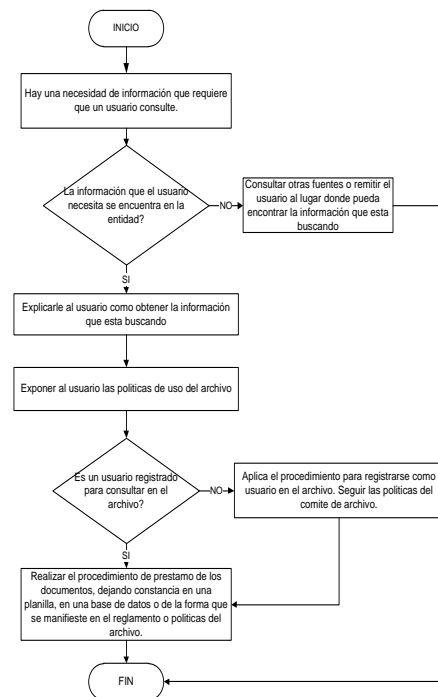 INICIO
Hay una necesidad de información que requiere
que un usuario consulte.
La información que el usuario
necesita se encuentra en la
entidad?
NO
Consultar otras fuentes o remitir el
usuario al lugar donde pueda
encontrar la información que esta
buscando
SI
Explicarle al usuario como obtener la información
que esta buscando
Exponer al usuario las politicas de uso del archivo
Es un usuario registrado
para consultar en el
archivo?
NO
Aplica el procedimiento para registrarse como
usuario en el archivo. Seguir las politicas del
comite de archivo.
SI
Realizar el procedimiento de prestamo de los
documentos, dejando constancia en una
planilla, en una base de datos o de la forma que
se manifieste en el reglamento o politicas del
archivo.
FIN